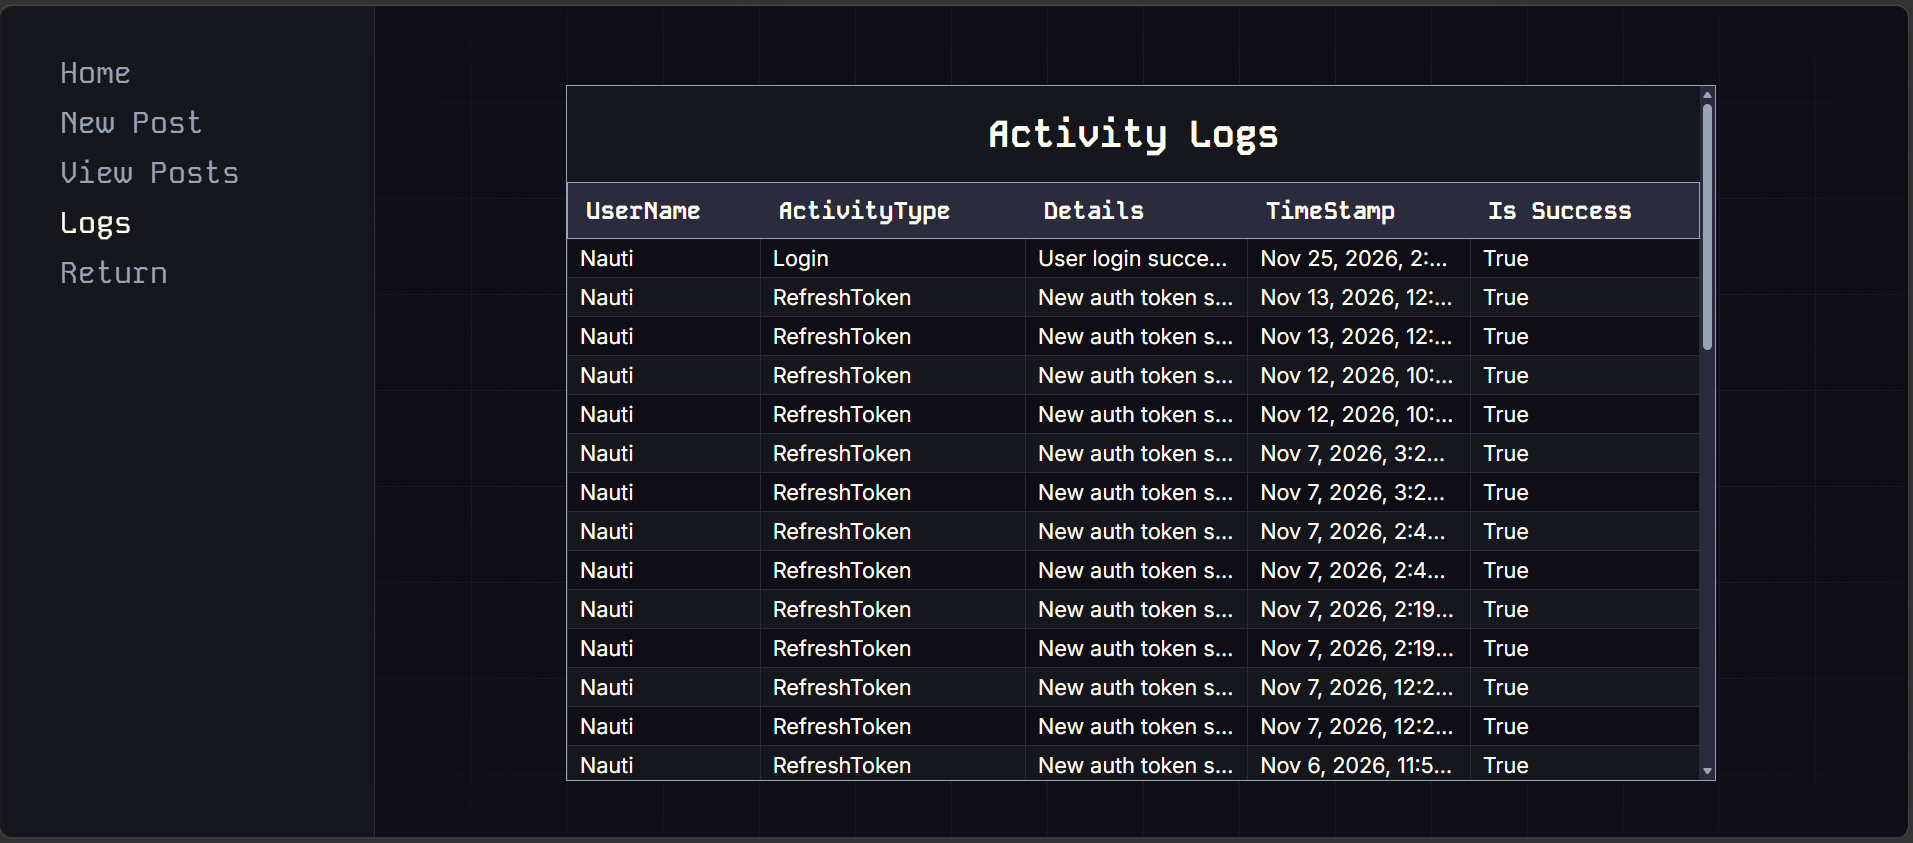 Home
New Post
View Posts
Logs
Return
Activity Logs
UserName ActivityType Details TimeStamp Is Success
Nauti Login User login succe... Nov 25, 2026, 2:... True
Nauti RefreshToken New auth token s... Nov 13, 2026, 12:... True
Nauti RefreshToken New auth token s... Nov 13, 2026, 12:... True
Nauti RefreshToken New auth token s... Nov 12, 2026, 10:... True
Nauti RefreshToken New auth token s... Nov 12, 2026, 10:... True
Nauti RefreshToken New auth token s... Nov 7, 2026, 3:2... True
Nauti RefreshToken New auth token s... Nov 7, 2026, 3:2... True
Nauti RefreshToken New auth token s... Nov 7, 2026, 2:4... True
Nauti RefreshToken New auth token s... Nov 7, 2026, 2:4... True
Nauti RefreshToken New auth token s... Nov 7, 2026, 2:19... True
Nauti RefreshToken New auth token s... Nov 7, 2026, 2:19... True
Nauti RefreshToken New auth token s... Nov 7, 2026, 12:2... True
Nauti RefreshToken New auth token s... Nov 7, 2026, 12:2... True
Nauti RefreshToken New auth token s... Nov 6, 2026, 11:5... True